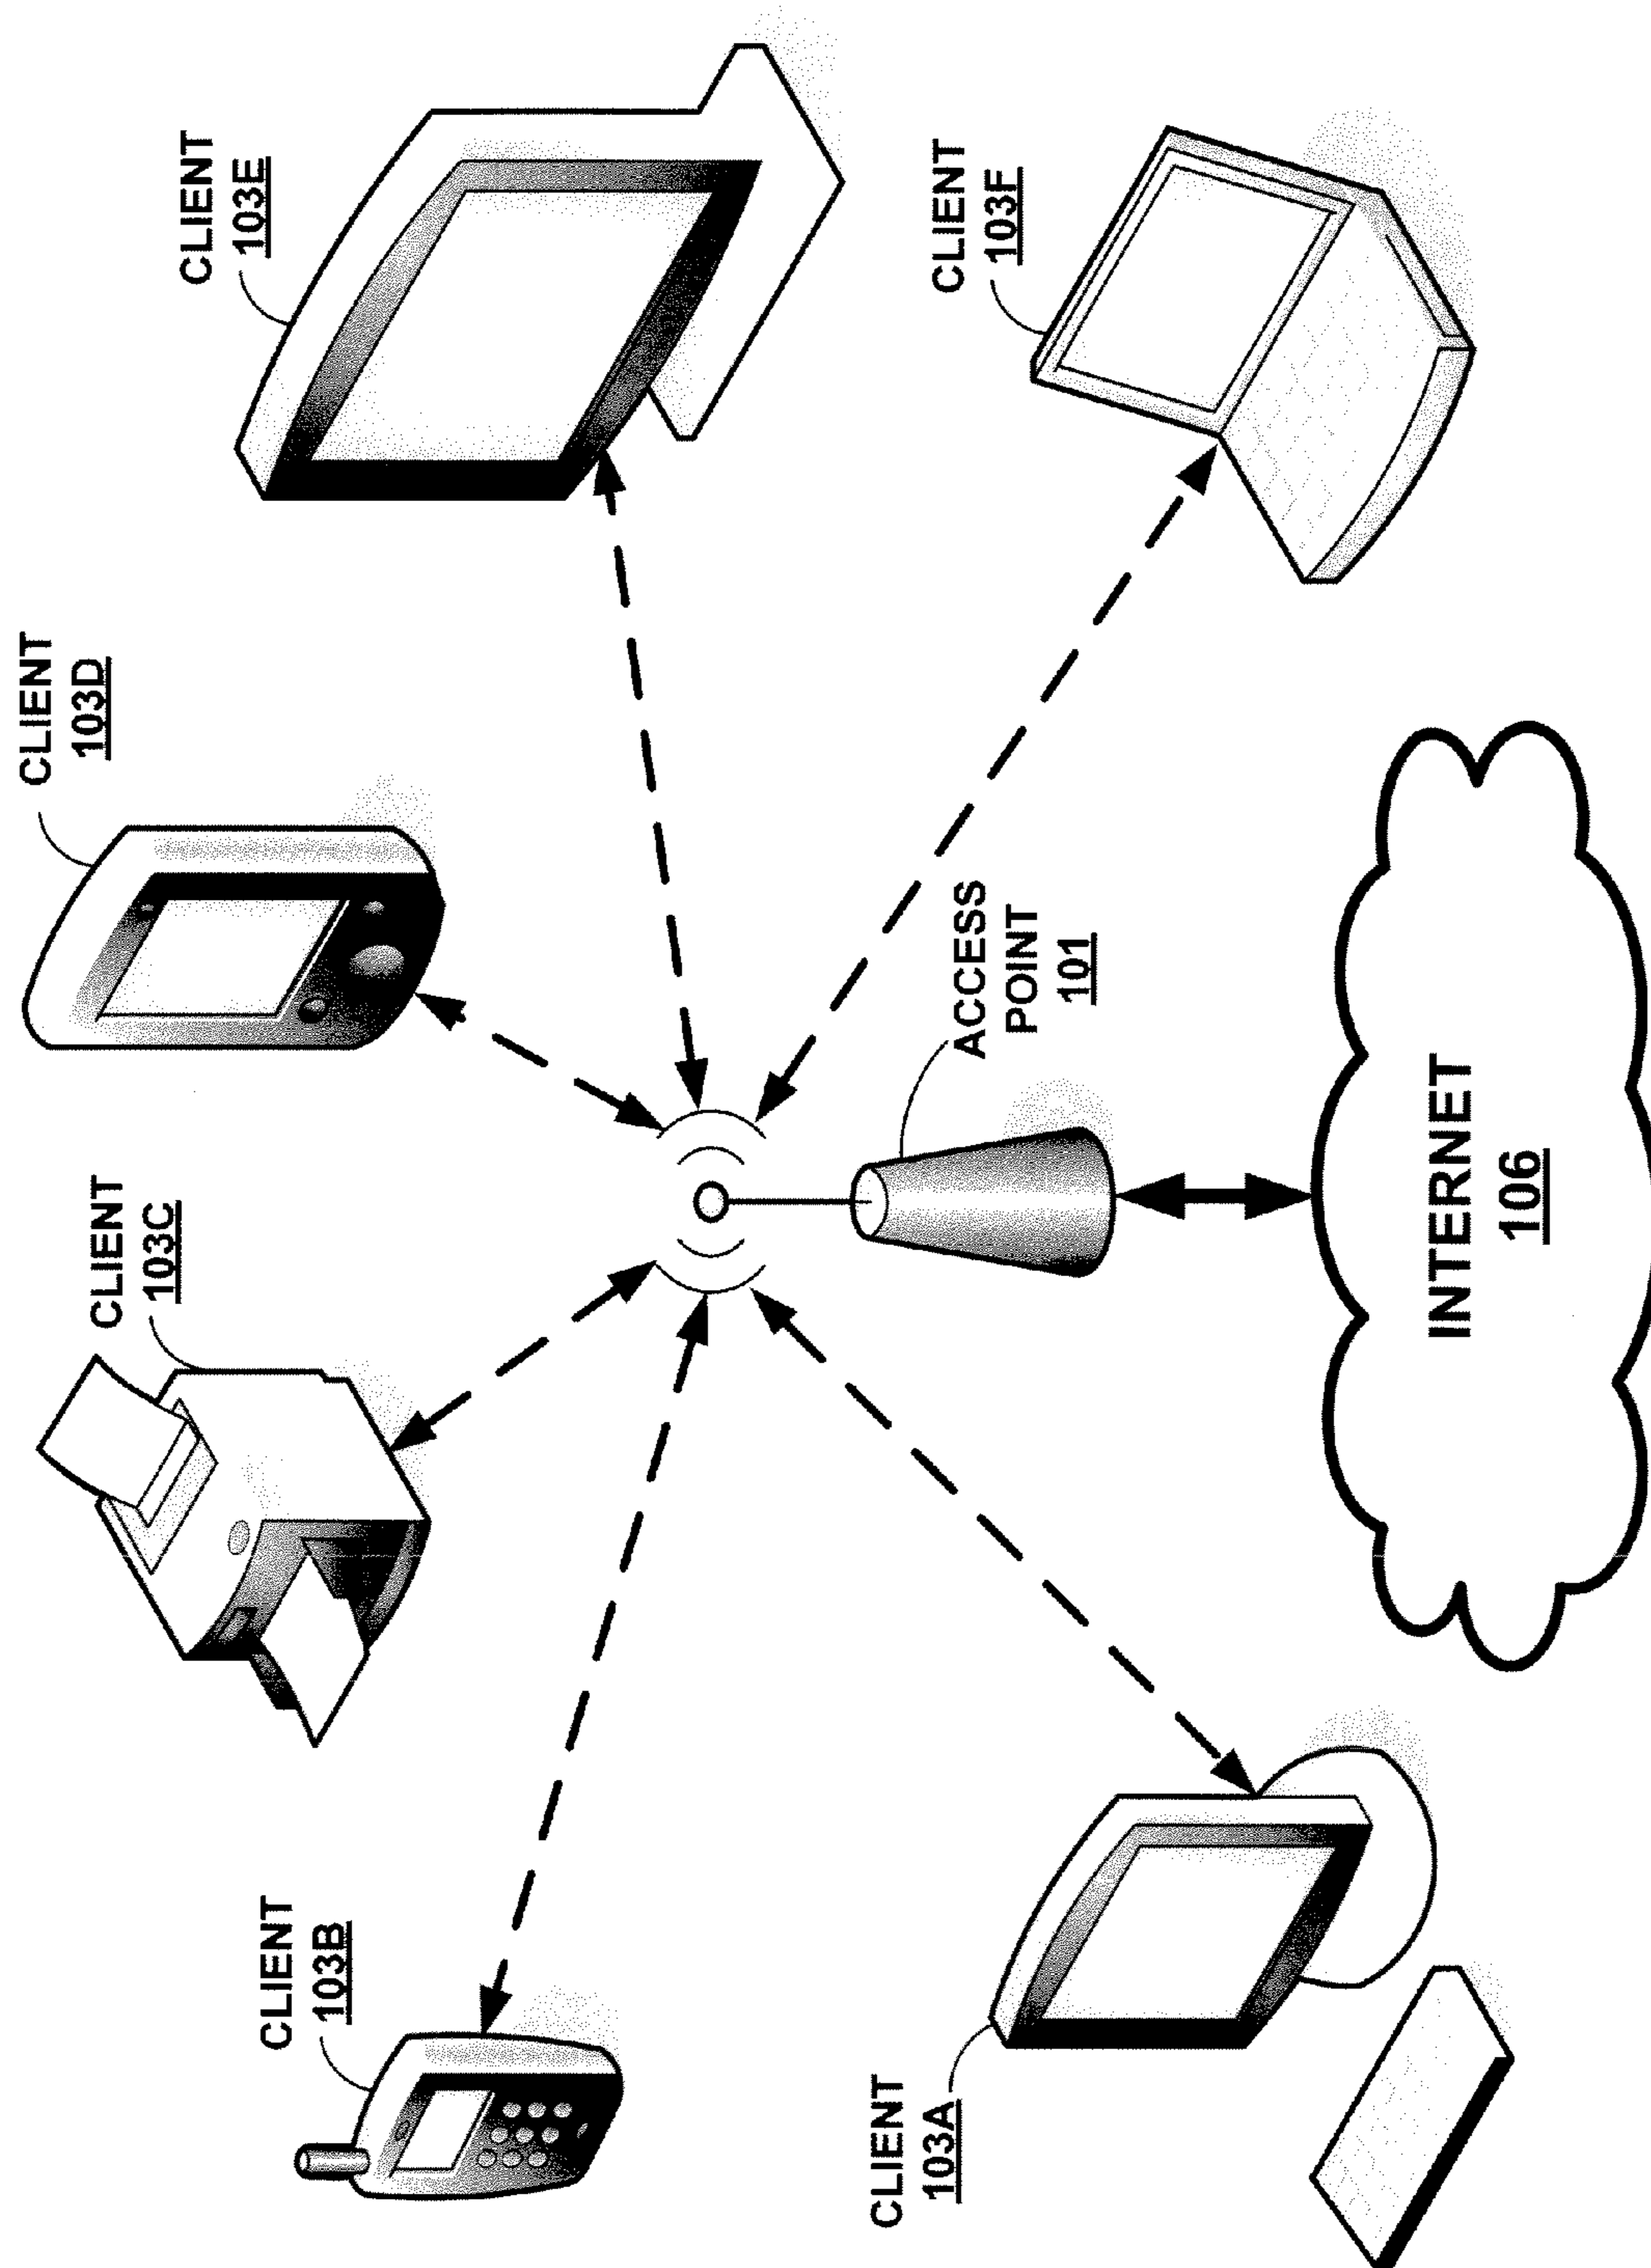 CLIENT
103A
CLIENT
103B
CLIENT
103C
CLIENT
103D
CLIENT
103E
CLIENT
103F
ACCESS
POINT
101
INTERNET
106